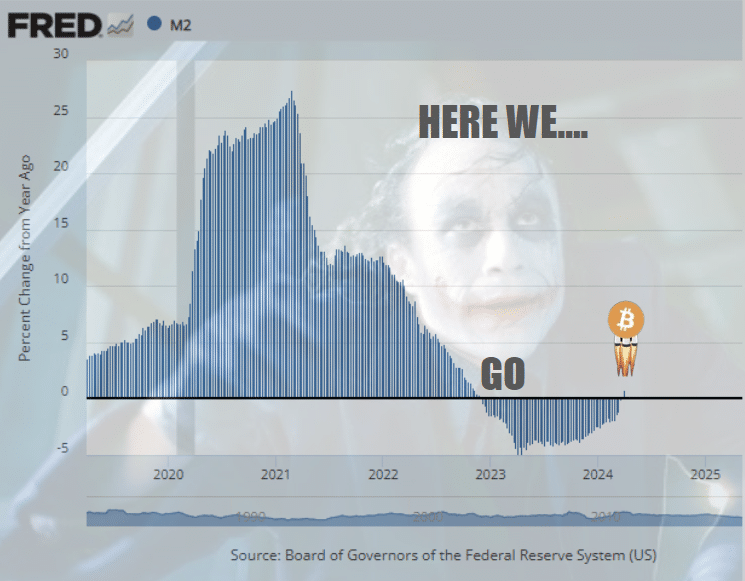 FRED
M2
30
25
20
15
10
5
0
-5
Percent Change from Year Ago
HERE WE....
GO
2020
2021
2022
2023
2024
2025
1990
2000
2010
Source: Board of Governors of the Federal Reserve System (US)